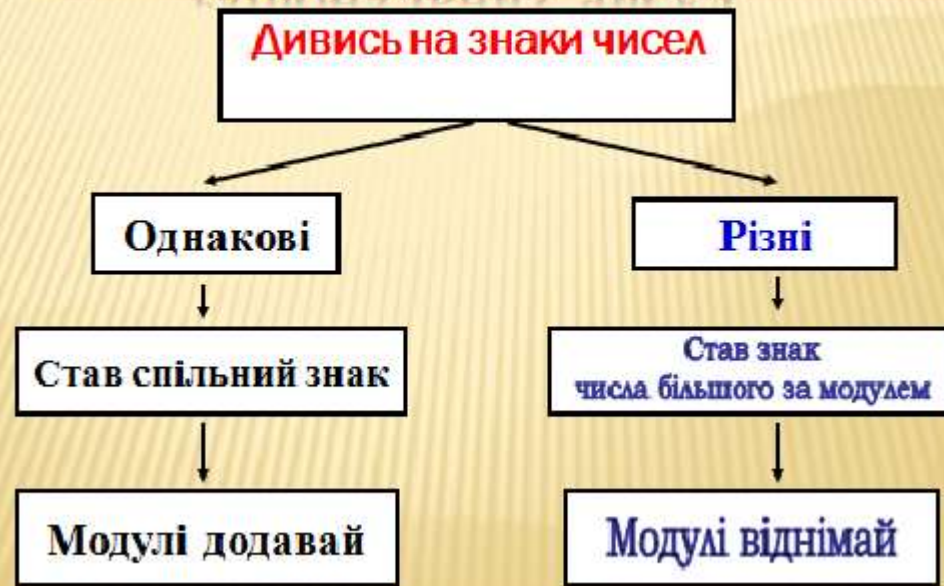 Дивись на знаки чисел
Однакові
Різні
Став спільний знак
Став знак
числа більшого за модулем
Модулі додавай
Модулі віднімай